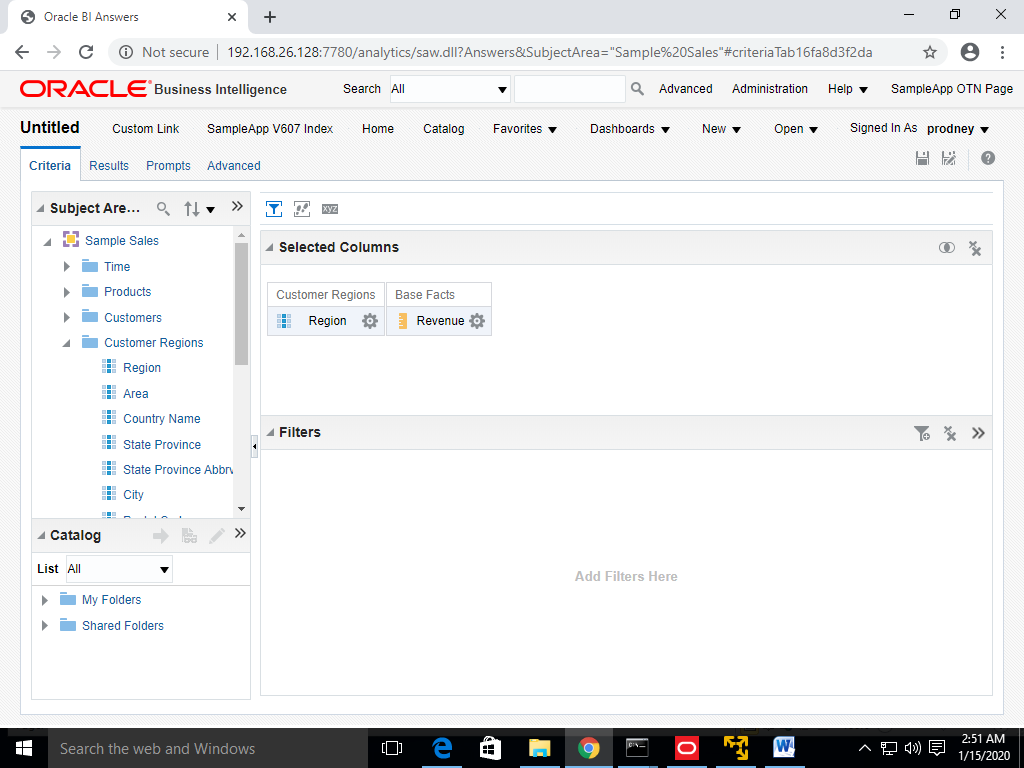 Oracle BI Answers
Not secure 192.168.26.128:7780/analytics/saw.dll?Answers&SubjectArea="Sample%20Sales"#criteriaTab16fa8d3f2da
ORACLE Business Intelligence Search All Advanced Administration Help SampleApp OTN Page
Untitled Custom Link SampleApp V607 Index Home Catalog Favorites Dashboards New Open Signed In As prodney
Criteria Results Prompts Advanced
Subject Are... xyz
Sample Sales
Time
Products
Customers
Customer Regions
Region
Area
Country Name
State Province
State Province Abbrv
City
Catalog
List All
My Folders
Shared Folders
Selected Columns
Customer Regions Base Facts
Region Revenue
Filters
Add Filters Here
Search the web and Windows
2:51 AM
1/15/2020